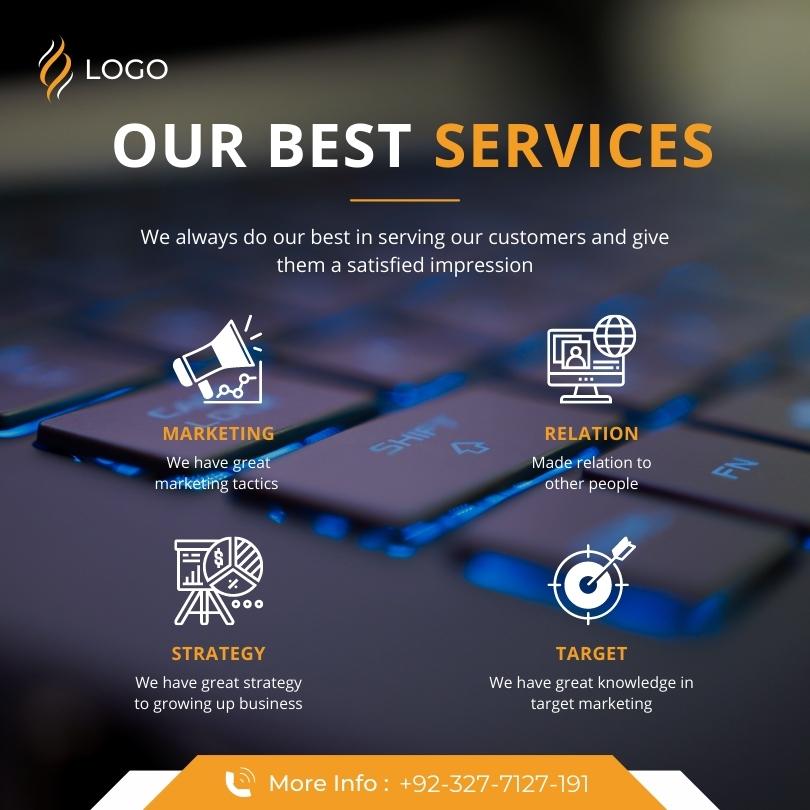 LOGO
OUR BEST SERVICES
We always do our best in serving our customers and give
them a satisfied impression
MARKETING
We have great
marketing tactics
RELATION
Made relation to
other people
STRATEGY
We have great strategy
to growing up business
TARGET
We have great knowledge in
target marketing
More Info : +92-327-7127-191
SHIFT
FN